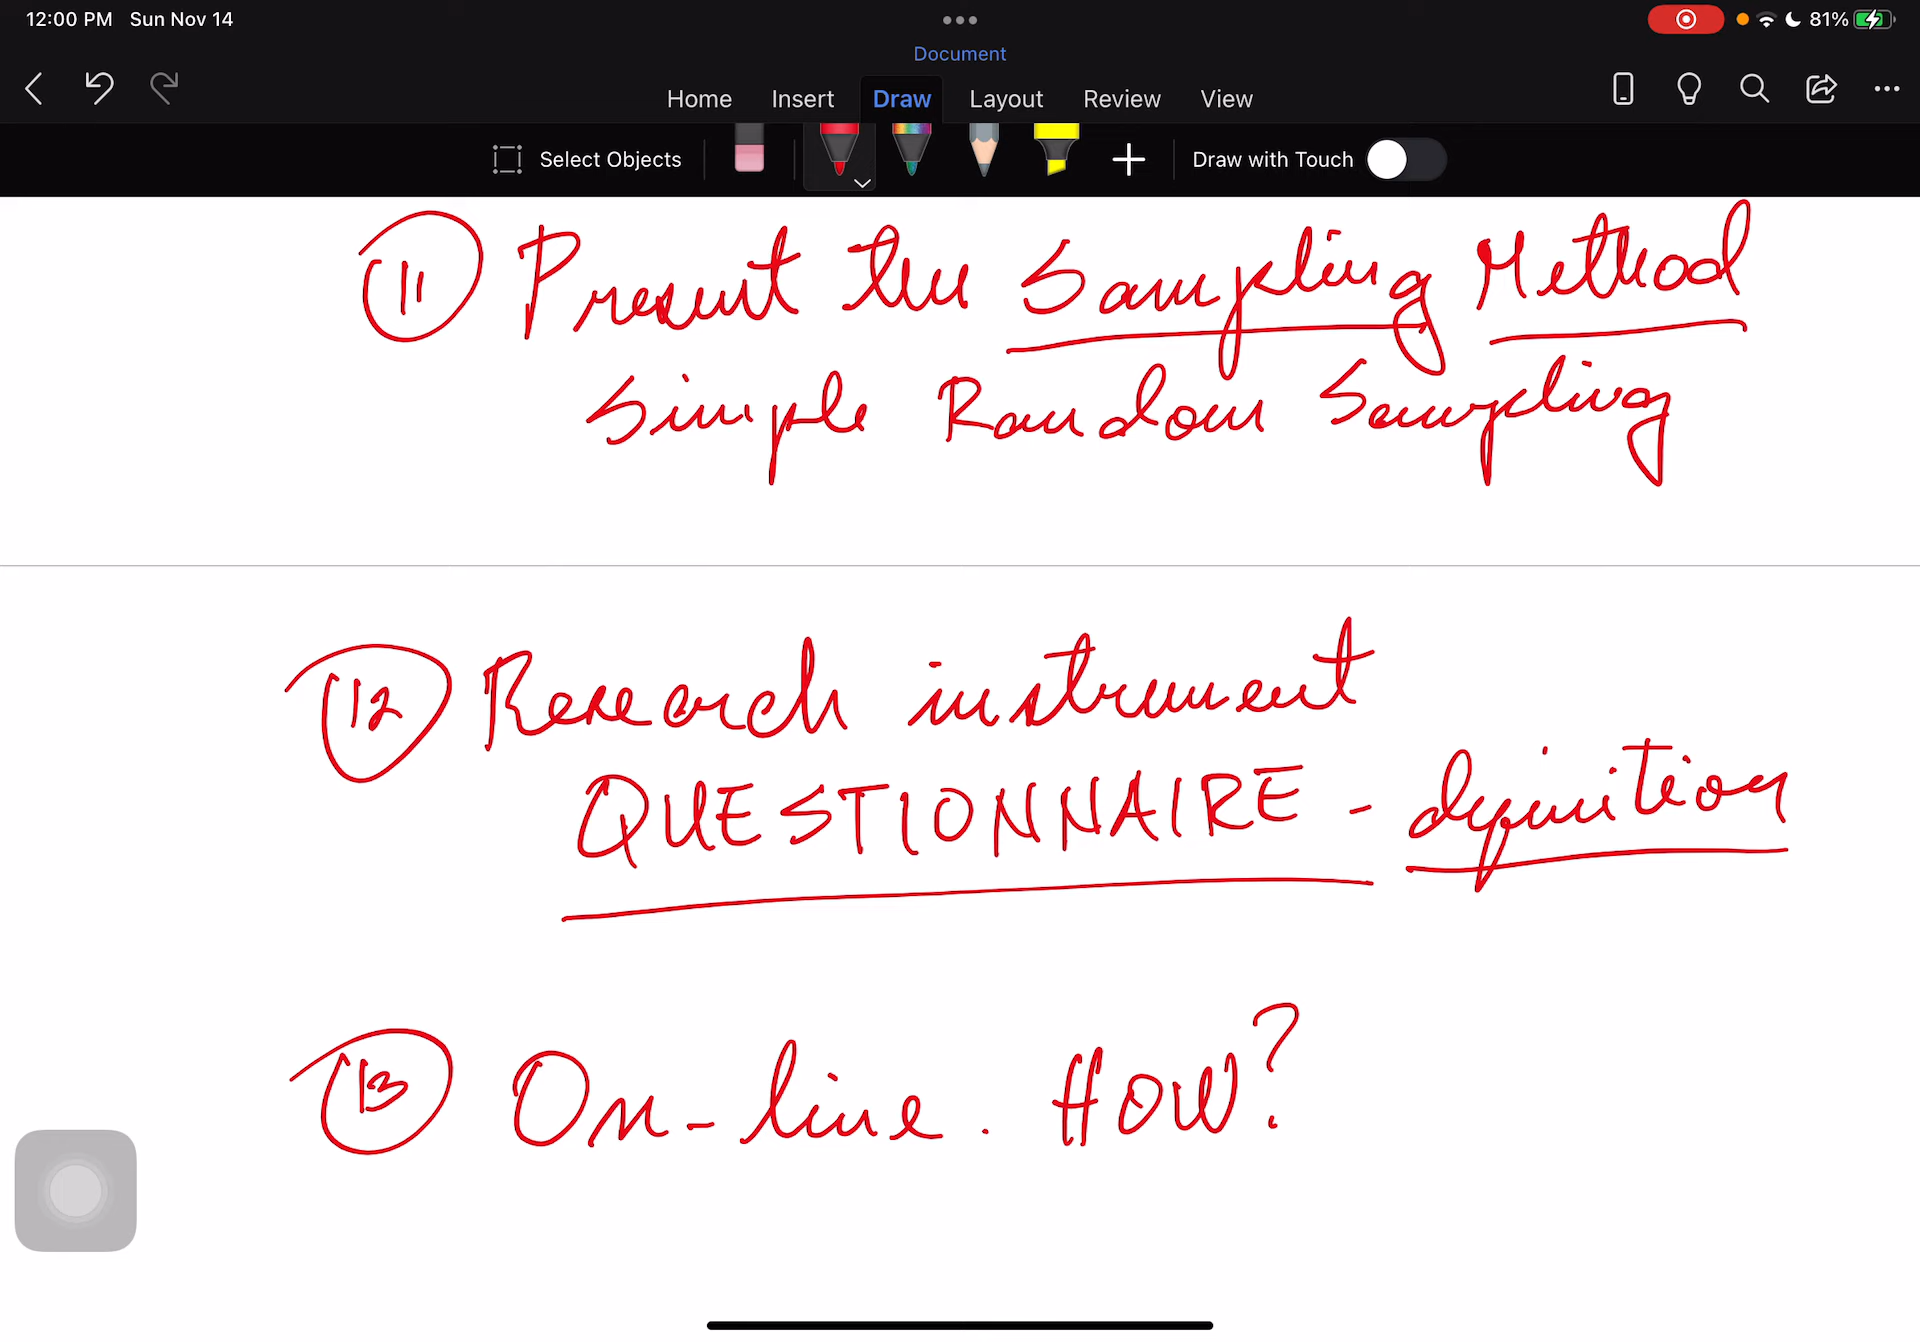 12:00 PM Sun Nov 14
81%
Document
Home Insert Draw Layout Review View
Select Objects
Draw with Touch
11 Present the Sampling Method
Simple Random Sampling
12 Research instrument
QUESTIONNAIRE - definition
13 On-line. HOW?